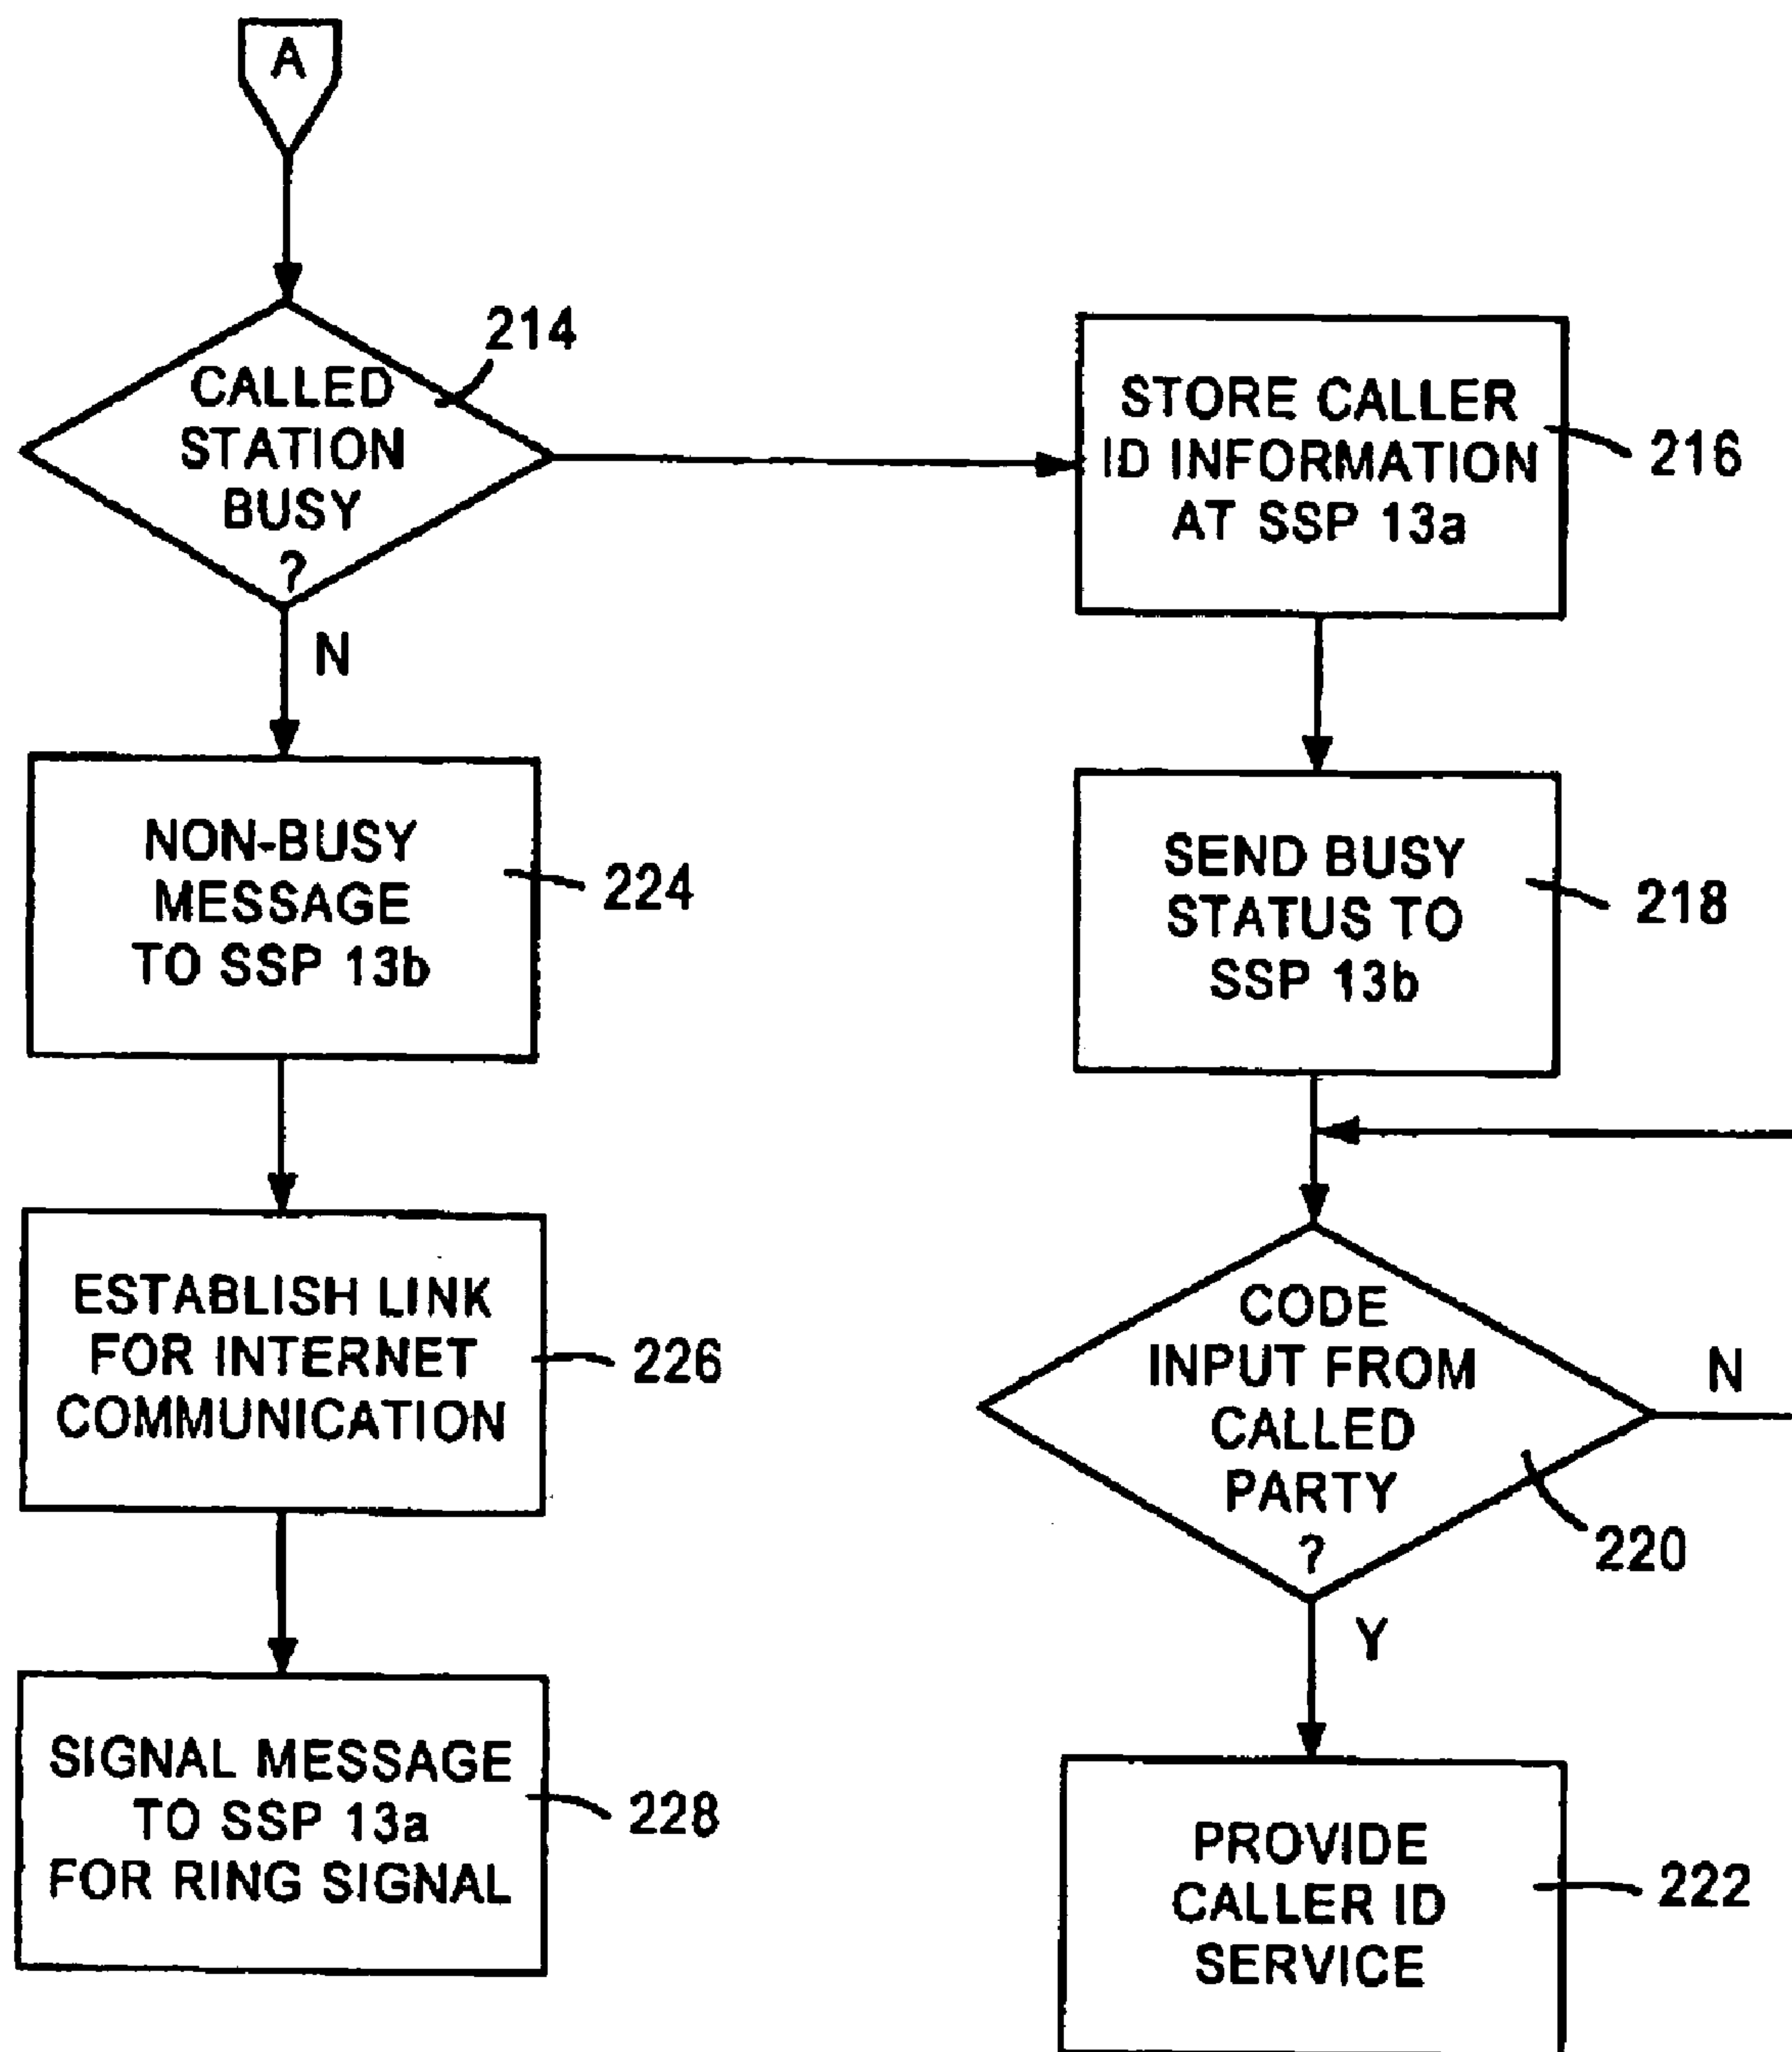 A
CALLED
STATION
BUSY
?
214
N
STORE CALLER
ID INFORMATION
AT SSP 13a
216
NON-BUSY
MESSAGE
TO SSP 13b
224
SEND BUSY
STATUS TO
SSP 13b
218
ESTABLISH LINK
FOR INTERNET
COMMUNICATION
226
CODE
INPUT FROM
CALLED
PARTY
?
N
220
Y
SIGNAL MESSAGE
TO SSP 13a
FOR RING SIGNAL
228
PROVIDE
CALLER ID
SERVICE
222